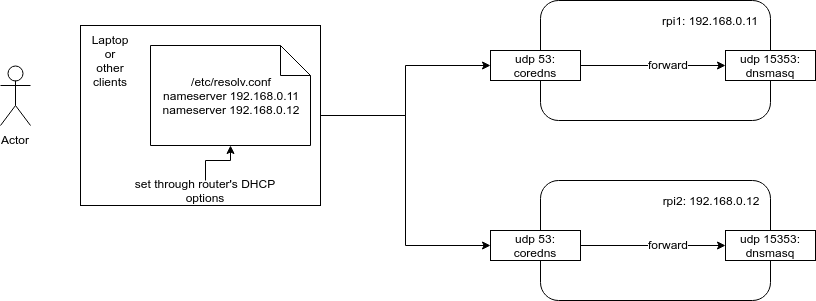 Actor
Laptop
or
other
clients
/etc/resolv.conf
nameserver 192.168.0.11
nameserver 192.168.0.12
set through router's DHCP
options
rpi1: 192.168.0.11
udp 53:
coredns
forward
udp 15353:
dnsmasq
rpi2: 192.168.0.12
udp 53:
coredns
forward
udp 15353:
dnsmasq